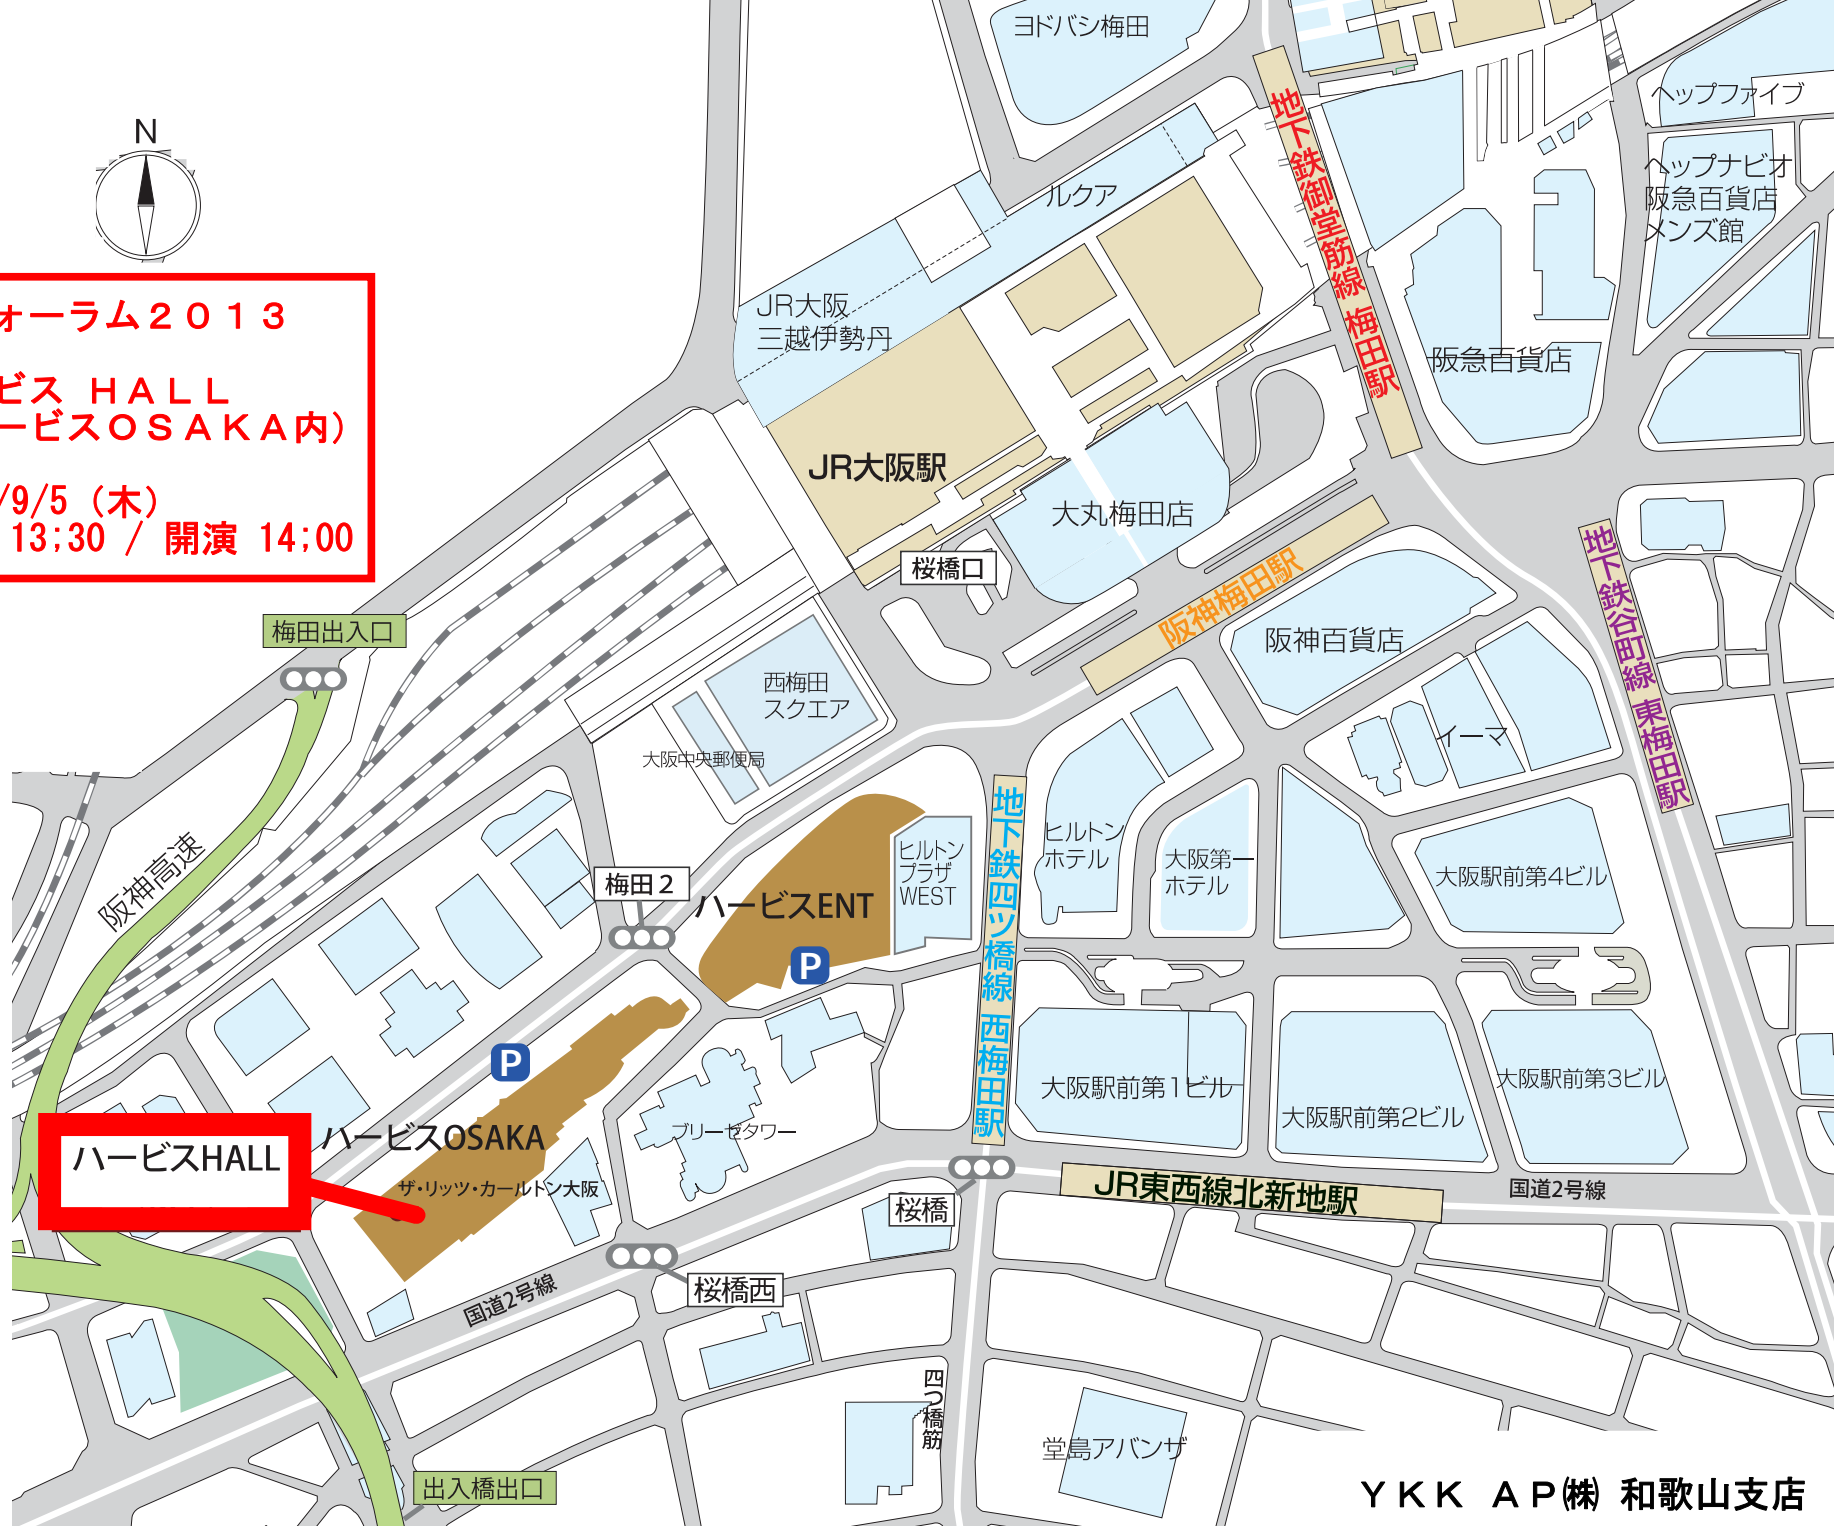 ヨドバシ梅田
ヘップファイブ
N
地下鉄御堂筋線 梅田駅
ヘップナビオ
阪急百貨店
メンズ館
ルクア
JR大阪
三越伊勢丹
ォーラム2013
ビス HALL
ービスOSAKA内)
/9/5 (木)
13;30 / 開演 14;00
阪急百貨店
JR大阪駅
大丸梅田店
桜橋口
阪神梅田駅
地下鉄谷町線 東梅田駅
梅田出入口
阪神百貨店
西梅田
スクエア
イーマ
大阪中央郵便局
地下鉄四ツ橋線 西梅田駅
ヒルトン
ホテル
ヒルトン
プラザ
WEST
大阪第一
ホテル
大阪駅前第4ビル
阪神高速
梅田2
ハービスENT
P
P
大阪駅前第1ビル
大阪駅前第2ビル
大阪駅前第3ビル
ハービスHALL
ハービスOSAKA
ブリーゼタワー
ザ・リッツ・カールトン大阪
JR東西線北新地駅
国道2号線
桜橋
桜橋西
国道2号線
四つ橋筋
堂島アバンザ
出入橋出口
YKK AP㈱ 和歌山支店